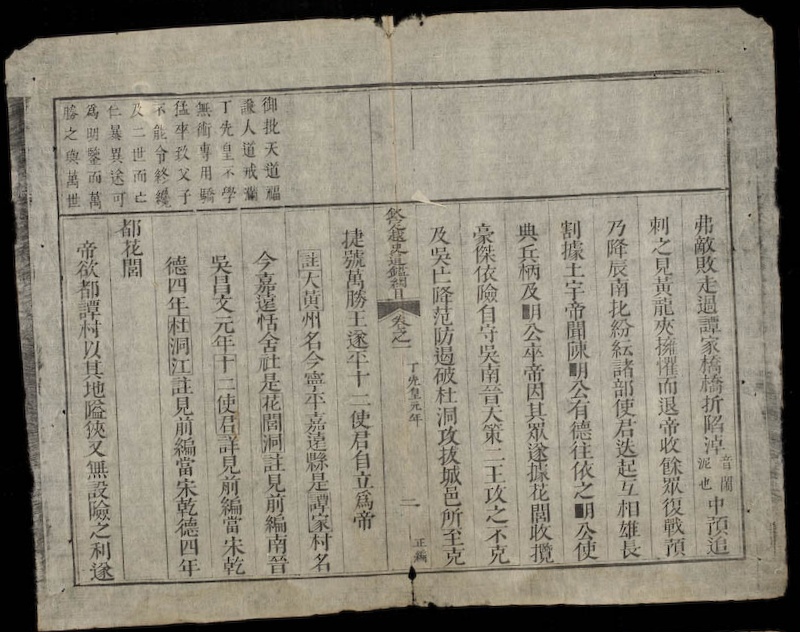 弗敵敗走過譚家橋橋折陷淖音閙泥也中預追
刺之見黃龍夾擁懼而退帝收餘眾復戰預
乃降辰南北紛紜諸部使君迭起互相雄長
割據土宇帝聞陳明公有德往依之明公使
典兵柄及明公卒帝因其眾遂據花閭收攬
豪傑依險自守吳南晉天策二王攻之不克
及吳亡降范防遏破杜洞攻拔城邑所至克
欽定越史通鑑綱目 卷之一 丁先皇元年 二 正編
捷號萬勝王遂平十二使君自立為帝
註大黃州名今寧平嘉遠縣是譚家村名
今嘉遠恬舍社是花閭洞註見前編南晉
吳昌文元年十二使君詳見前編當宋乾
德四年杜洞江註見前編當宋乾德四年
都花閭
帝欲都譚村以其地隘狹又無設險之利遂
御批天道福
謙人道戒滿
丁先皇不學
無術專用驕
猛卒致父子
不能令終纔
及二世而亡
仁暴異途可
為明鑒而萬
勝之與萬世